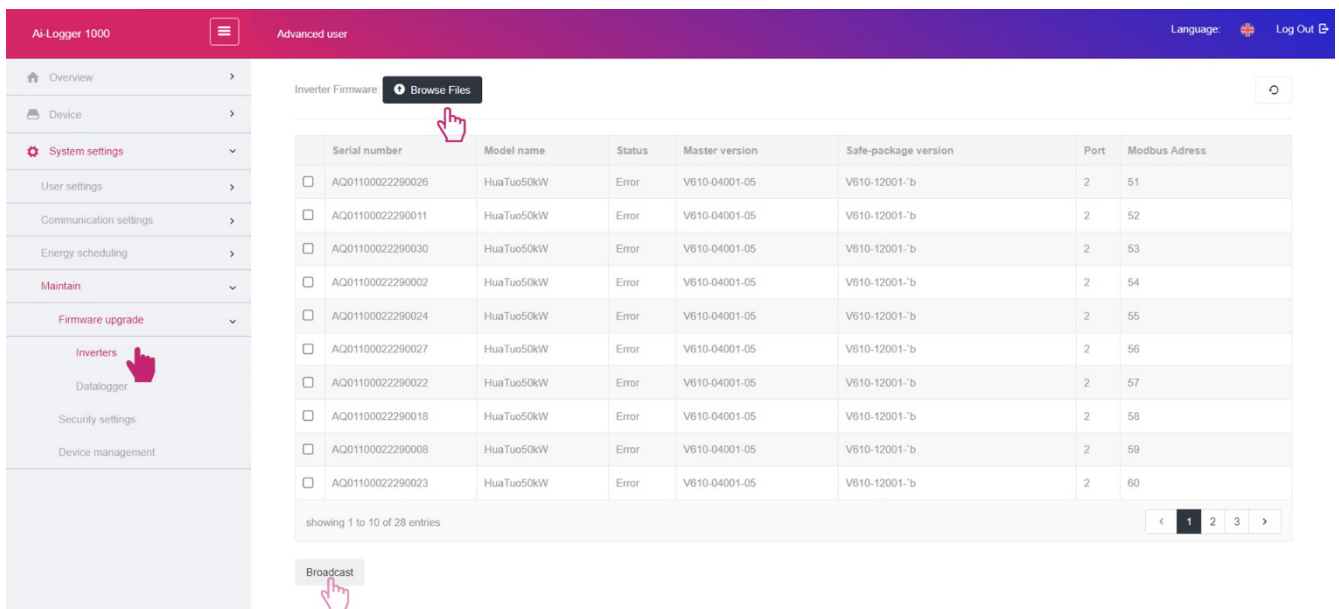 Ai-Logger 1000
Advanced user
Language:
Log Out
Overview
Device
System settings
User settings
Communication settings
Energy scheduling
Maintain
Firmware upgrade
Inverters
Datalogger
Security settings
Device management
Inverter Firmware: Browse Files
Serial number Model name Status Master version Safe-package version Port Modbus Adress
AQ01100022290026 HuaTuo50kW Error V610-04001-05 V610-12001-`b 2 51
AQ01100022290011 HuaTuo50kW Error V610-04001-05 V610-12001-`b 2 52
AQ01100022290030 HuaTuo50kW Error V610-04001-05 V610-12001-`b 2 53
AQ01100022290002 HuaTuo50kW Error V610-04001-05 V610-12001-`b 2 54
AQ01100022290024 HuaTuo50kW Error V610-04001-05 V610-12001-`b 2 55
AQ01100022290027 HuaTuo50kW Error V610-04001-05 V610-12001-`b 2 56
AQ01100022290022 HuaTuo50kW Error V610-04001-05 V610-12001-`b 2 57
AQ01100022290018 HuaTuo50kW Error V610-04001-05 V610-12001-`b 2 58
AQ01100022290008 HuaTuo50kW Error V610-04001-05 V610-12001-`b 2 59
AQ01100022290023 HuaTuo50kW Error V610-04001-05 V610-12001-`b 2 60
showing 1 to 10 of 28 entries
< 1 2 3 >
Broadcast